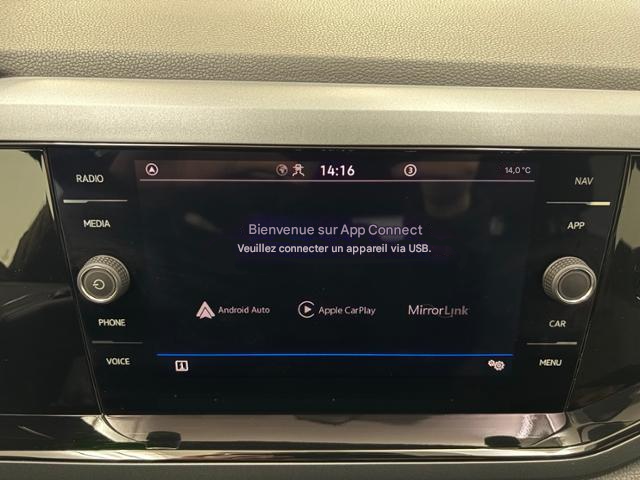 14:16
3
14,0°C
RADIO
NAV
MEDIA
APP
Bienvenue sur App Connect
Veuillez connecter un appareil via USB.
Android Auto
Apple CarPlay
MirrorLink
PHONE
CAR
VOICE
MENU